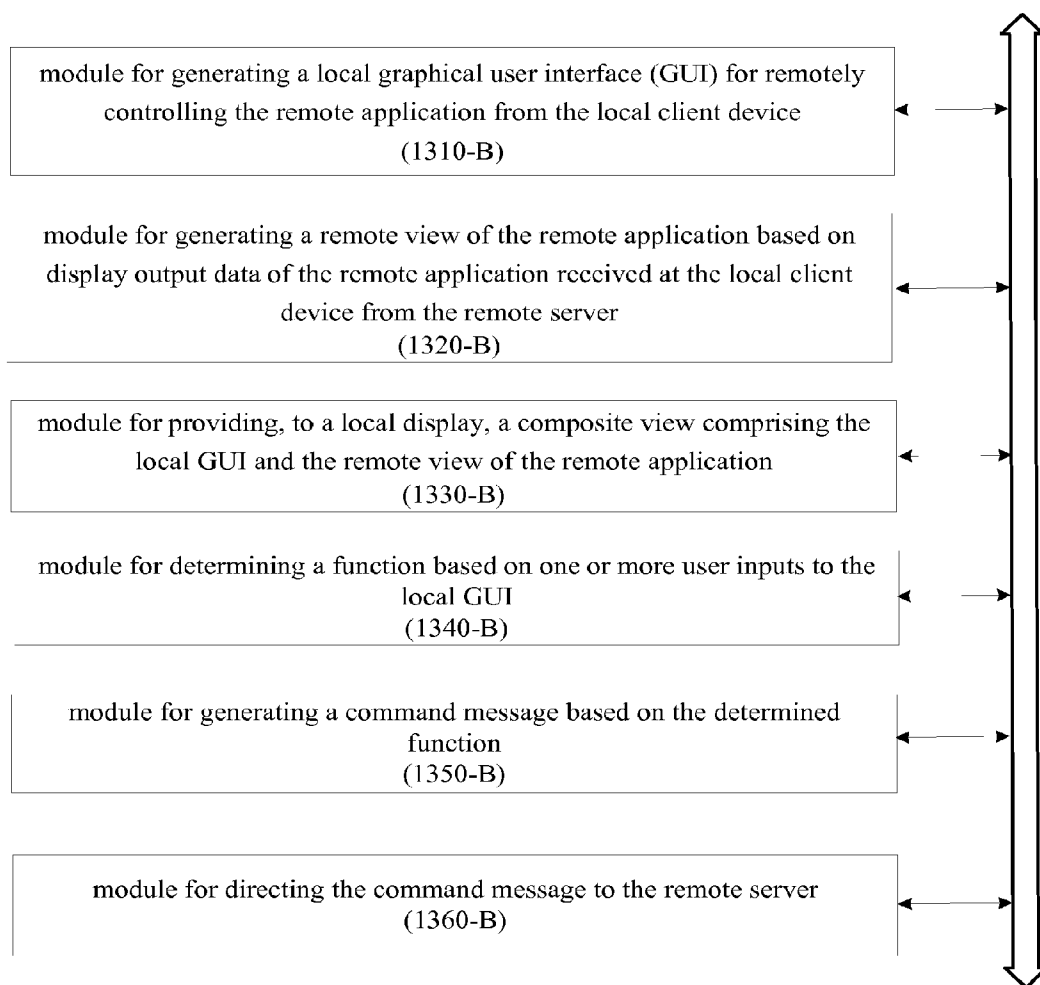 module for generating a local graphical user interface (GUI) for remotely
controlling the remote application from the local client device
(1310-B)
module for generating a remote view of the remote application based on
display output data of the remote application received at the local client
device from the remote server
(1320-B)
module for providing, to a local display, a composite view comprising the
local GUI and the remote view of the remote application
(1330-B)
module for determining a function based on one or more user inputs to the
local GUI
(1340-B)
module for generating a command message based on the determined
function
(1350-B)
module for directing the command message to the remote server
(1360-B)